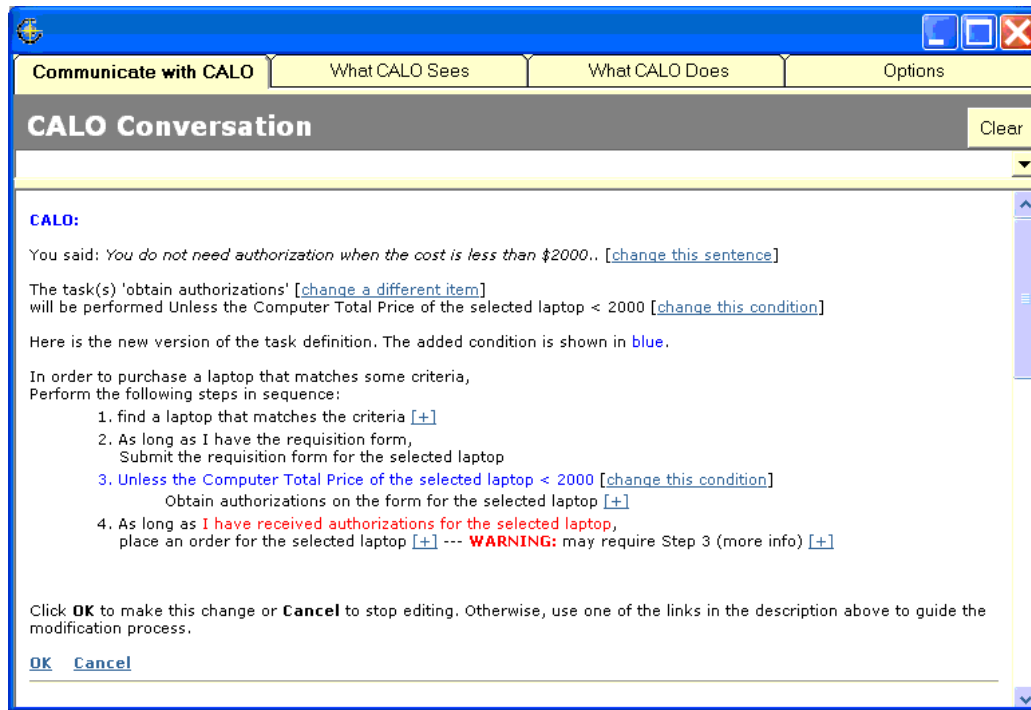 Communicate with CALO
What CALO Sees
What CALO Does
Options
CALO Conversation
Clear
CALO:
You said: You do not need authorization when the cost is less than $2000.. [change this sentence]
The task(s) 'obtain authorizations' [change a different item]
will be performed Unless the Computer Total Price of the selected laptop < 2000 [change this condition]
Here is the new version of the task definition. The added condition is shown in blue.
In order to purchase a laptop that matches some criteria,
Perform the following steps in sequence:
1. find a laptop that matches the criteria [+]
2. As long as I have the requisition form,
Submit the requisition form for the selected laptop
3. Unless the Computer Total Price of the selected laptop < 2000 [change this condition]
Obtain authorizations on the form for the selected laptop [+]
4. As long as I have received authorizations for the selected laptop,
place an order for the selected laptop [+] --- WARNING: may require Step 3 (more info) [+]
Click OK to make this change or Cancel to stop editing. Otherwise, use one of the links in the description above to guide the
modification process.
OK Cancel